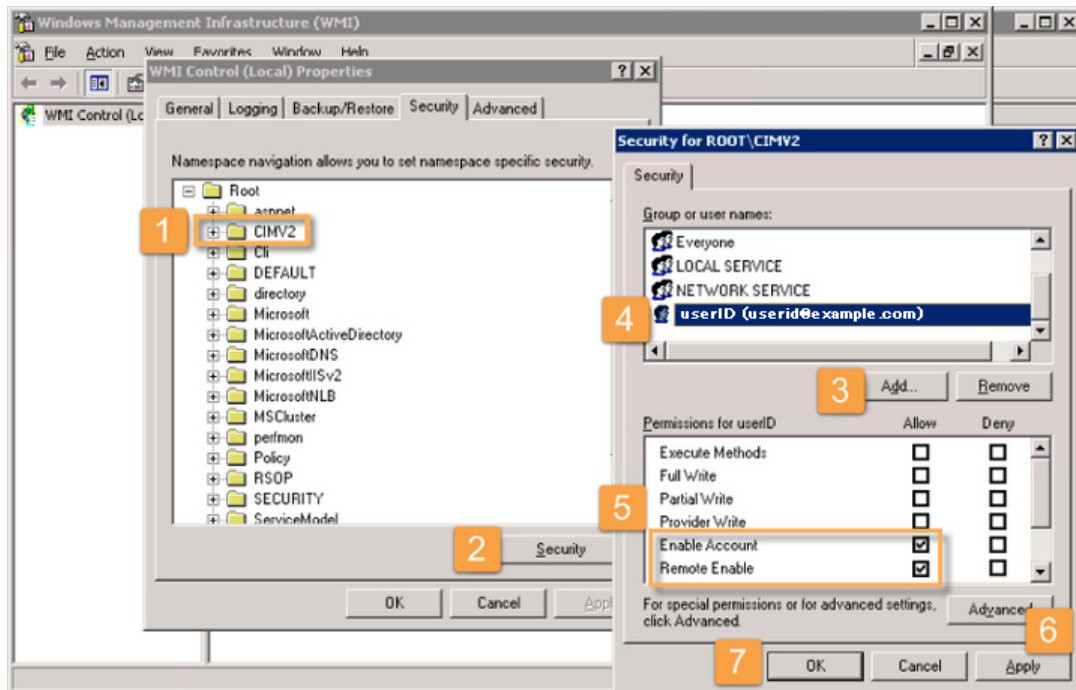 Windows Management Infrastructure (WMI)
File Action View Favorites Window Help
WMI Control (Local) Properties
WMI Control (Lc
General Logging Backup/Restore Security Advanced
Namespace navigation allows you to set namespace specific security.
Root
aspnet
1
CIMV2
Cli
DEFAULT
directory
Microsoft
MicrosoftActiveDirectory
MicrosoftDNS
MicrosoftIISv2
MicrosoftNLB
MSCluster
perfmon
Policy
RSOP
SECURITY
ServiceModel
2
Security
OK Cancel Appl
Security for ROOT\CIMV2
Security
Group or user names:
Everyone
LOCAL SERVICE
NETWORK SERVICE
4
userID (userid@example.com)
3
Add... Remove
Permissions for userID Allow Deny
Execute Methods
Full Write
Partial Write
5
Provider Write
Enable Account
Remote Enable
For special permissions or for advanced settings,
click Advanced.
Advanced
6
7
OK Cancel Apply